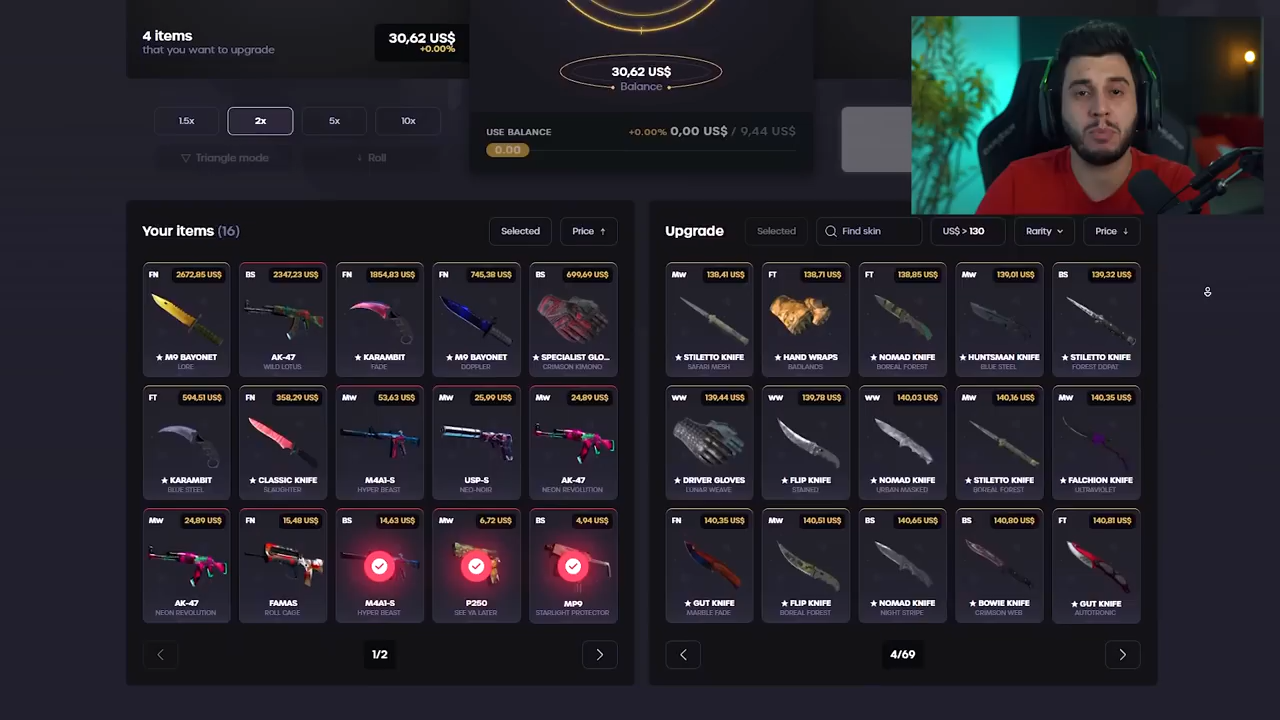 4 items
that you want to upgrade
30,62 US$
+0.00%
30,62 US$
Balance
1.5x
2x
5x
10x
Triangle mode
Roll
USE BALANCE
+0.00% 0,00 US$ / 9,44 US$
0.00
Your items (16)
Selected
Price
FN 2672,85 US$
★ M9 BAYONET
LORE
BS 2347,23 US$
AK-47
WILD LOTUS
FN 1854,83 US$
★ KARAMBIT
FADE
FN 745,38 US$
★ M9 BAYONET
DOPPLER
BS 699,69 US$
★ SPECIALIST GLO...
CRIMSON KIMONO
FT 594,51 US$
★ KARAMBIT
BLUE STEEL
FN 358,29 US$
★ CLASSIC KNIFE
SLAUGHTER
MW 53,63 US$
M4A1-S
HYPER BEAST
MW 25,99 US$
USP-S
NEO-NOIR
MW 24,89 US$
AK-47
NEON REVOLUTION
MW 24,89 US$
AK-47
NEON REVOLUTION
FN 15,48 US$
FAMAS
ROLL CAGE
BS 14,63 US$
M4A1-S
HYPER BEAST
MW 6,72 US$
P250
SEE YA LATER
BS 4,94 US$
MP9
STARLIGHT PROTECTOR
1/2
Upgrade
Selected
Find skin
US$ > 130
Rarity
Price
MW 138,41 US$
★ STILETTO KNIFE
SAFARI MESH
FT 138,71 US$
★ HAND WRAPS
BADLANDS
FT 138,85 US$
★ NOMAD KNIFE
BOREAL FOREST
MW 139,01 US$
★ HUNTSMAN KNIFE
BLUE STEEL
BS 139,32 US$
★ STILETTO KNIFE
FOREST DDPAT
WW 139,44 US$
★ DRIVER GLOVES
LUNAR WEAVE
WW 139,78 US$
★ FLIP KNIFE
STAINED
WW 140,03 US$
★ NOMAD KNIFE
URBAN MASKED
MW 140,16 US$
★ STILETTO KNIFE
BOREAL FOREST
MW 140,35 US$
★ FALCHION KNIFE
ULTRAVIOLET
FN 140,35 US$
★ GUT KNIFE
MARBLE FADE
MW 140,51 US$
★ FLIP KNIFE
BOREAL FOREST
BS 140,65 US$
★ NOMAD KNIFE
NIGHT STRIPE
BS 140,80 US$
★ BOWIE KNIFE
CRIMSON WEB
FT 140,81 US$
★ GUT KNIFE
AUTOTRONIC
4/69